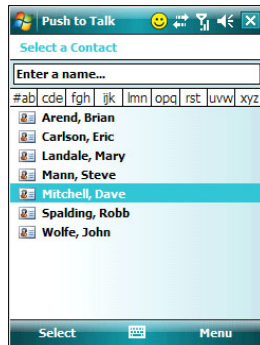 Push to Talk
Select a Contact
Enter a name...
#ab cde fgh ijk lmn opq rst uvw xyz
Arend, Brian
Carlson, Eric
Landale, Mary
Mann, Steve
Mitchell, Dave
Spalding, Robb
Wolfe, John
Select Menu